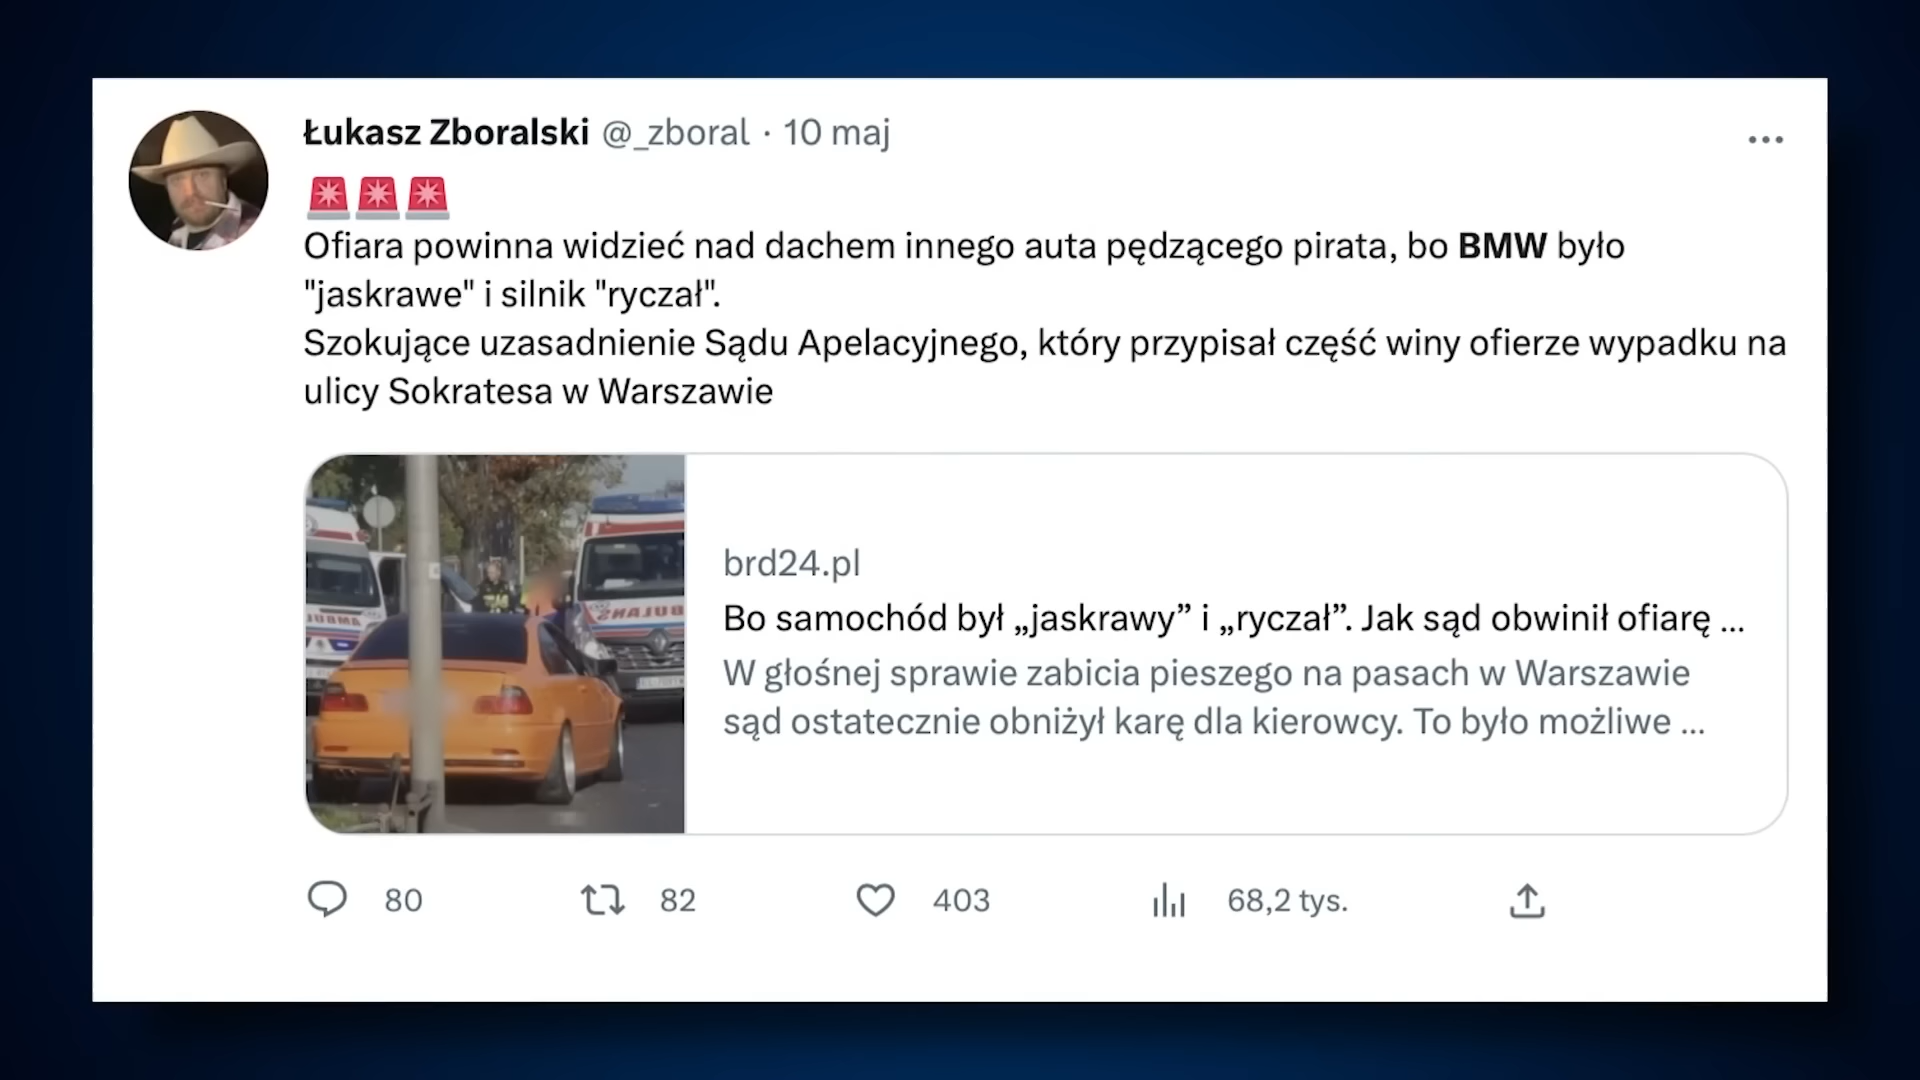 Łukasz Zboralski @_zboral · 10 maj
Ofiara powinna widzieć nad dachem innego auta pędzącego pirata, bo BMW było
"jaskrawe" i silnik "ryczał".
Szokujące uzasadnienie Sądu Apelacyjnego, który przypisał część winy ofierze wypadku na
ulicy Sokratesa w Warszawie
brd24.pl
Bo samochód był „jaskrawy” i „ryczał”. Jak sąd obwinił ofiarę ...
W głośnej sprawie zabicia pieszego na pasach w Warszawie
sąd ostatecznie obniżył karę dla kierowcy. To było możliwe ...
80 82 403 68,2 tys.